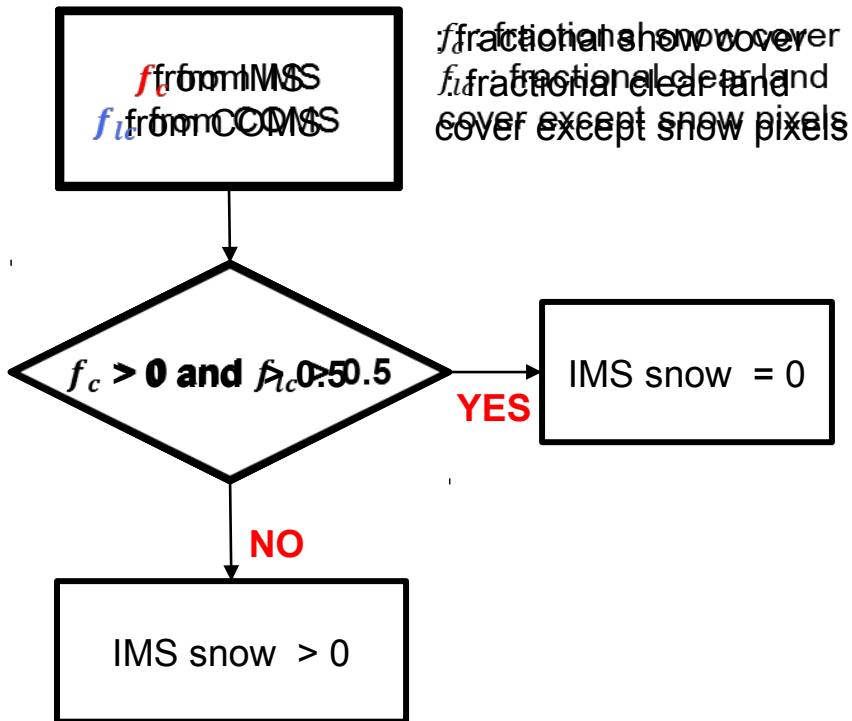 f_c from IMS
f_lc from COMS
f_c : fractional snow cover
f_lc : fractional clear land
cover except snow pixels
f_c > 0 and f_lc > 0.5
YES
IMS snow = 0
NO
IMS snow > 0